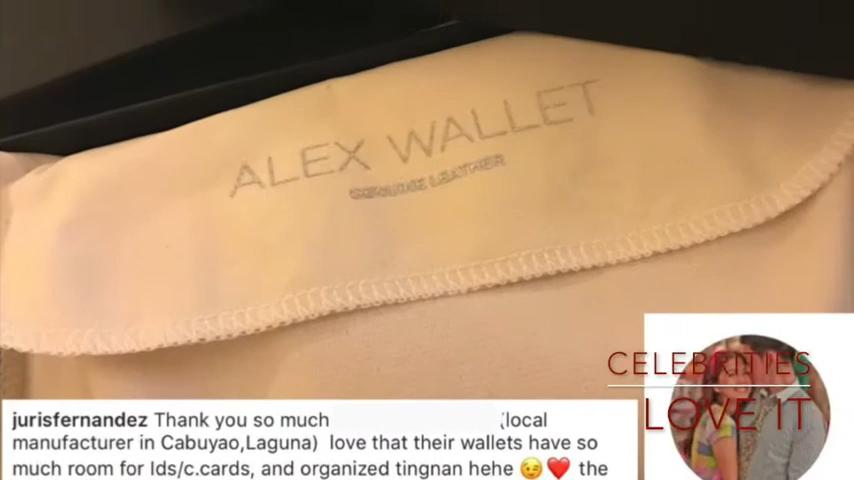 ALEX WALLET
GENUINE LEATHER
CELEBRITIES
LOVE IT
jurisfernandez Thank you so much (local
manufacturer in Cabuyao,Laguna) love that their wallets have so
much room for Ids/c.cards, and organized tingnan hehe 😉❤️ the